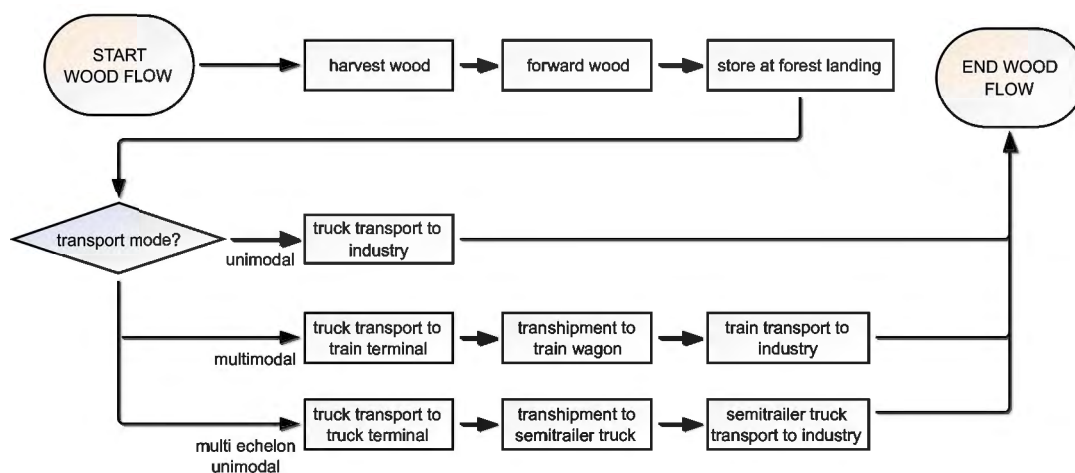 START
WOOD FLOW
harvest wood
forward wood
store at forest landing
END WOOD
FLOW
transport mode?
unimodal
truck transport to
industry
multimodal
truck transport to
train terminal
transhipment to
train wagon
train transport to
industry
multi echelon
unimodal
truck transport to
truck terminal
transhipment to
semitrailer truck
semitrailer truck
transport to industry